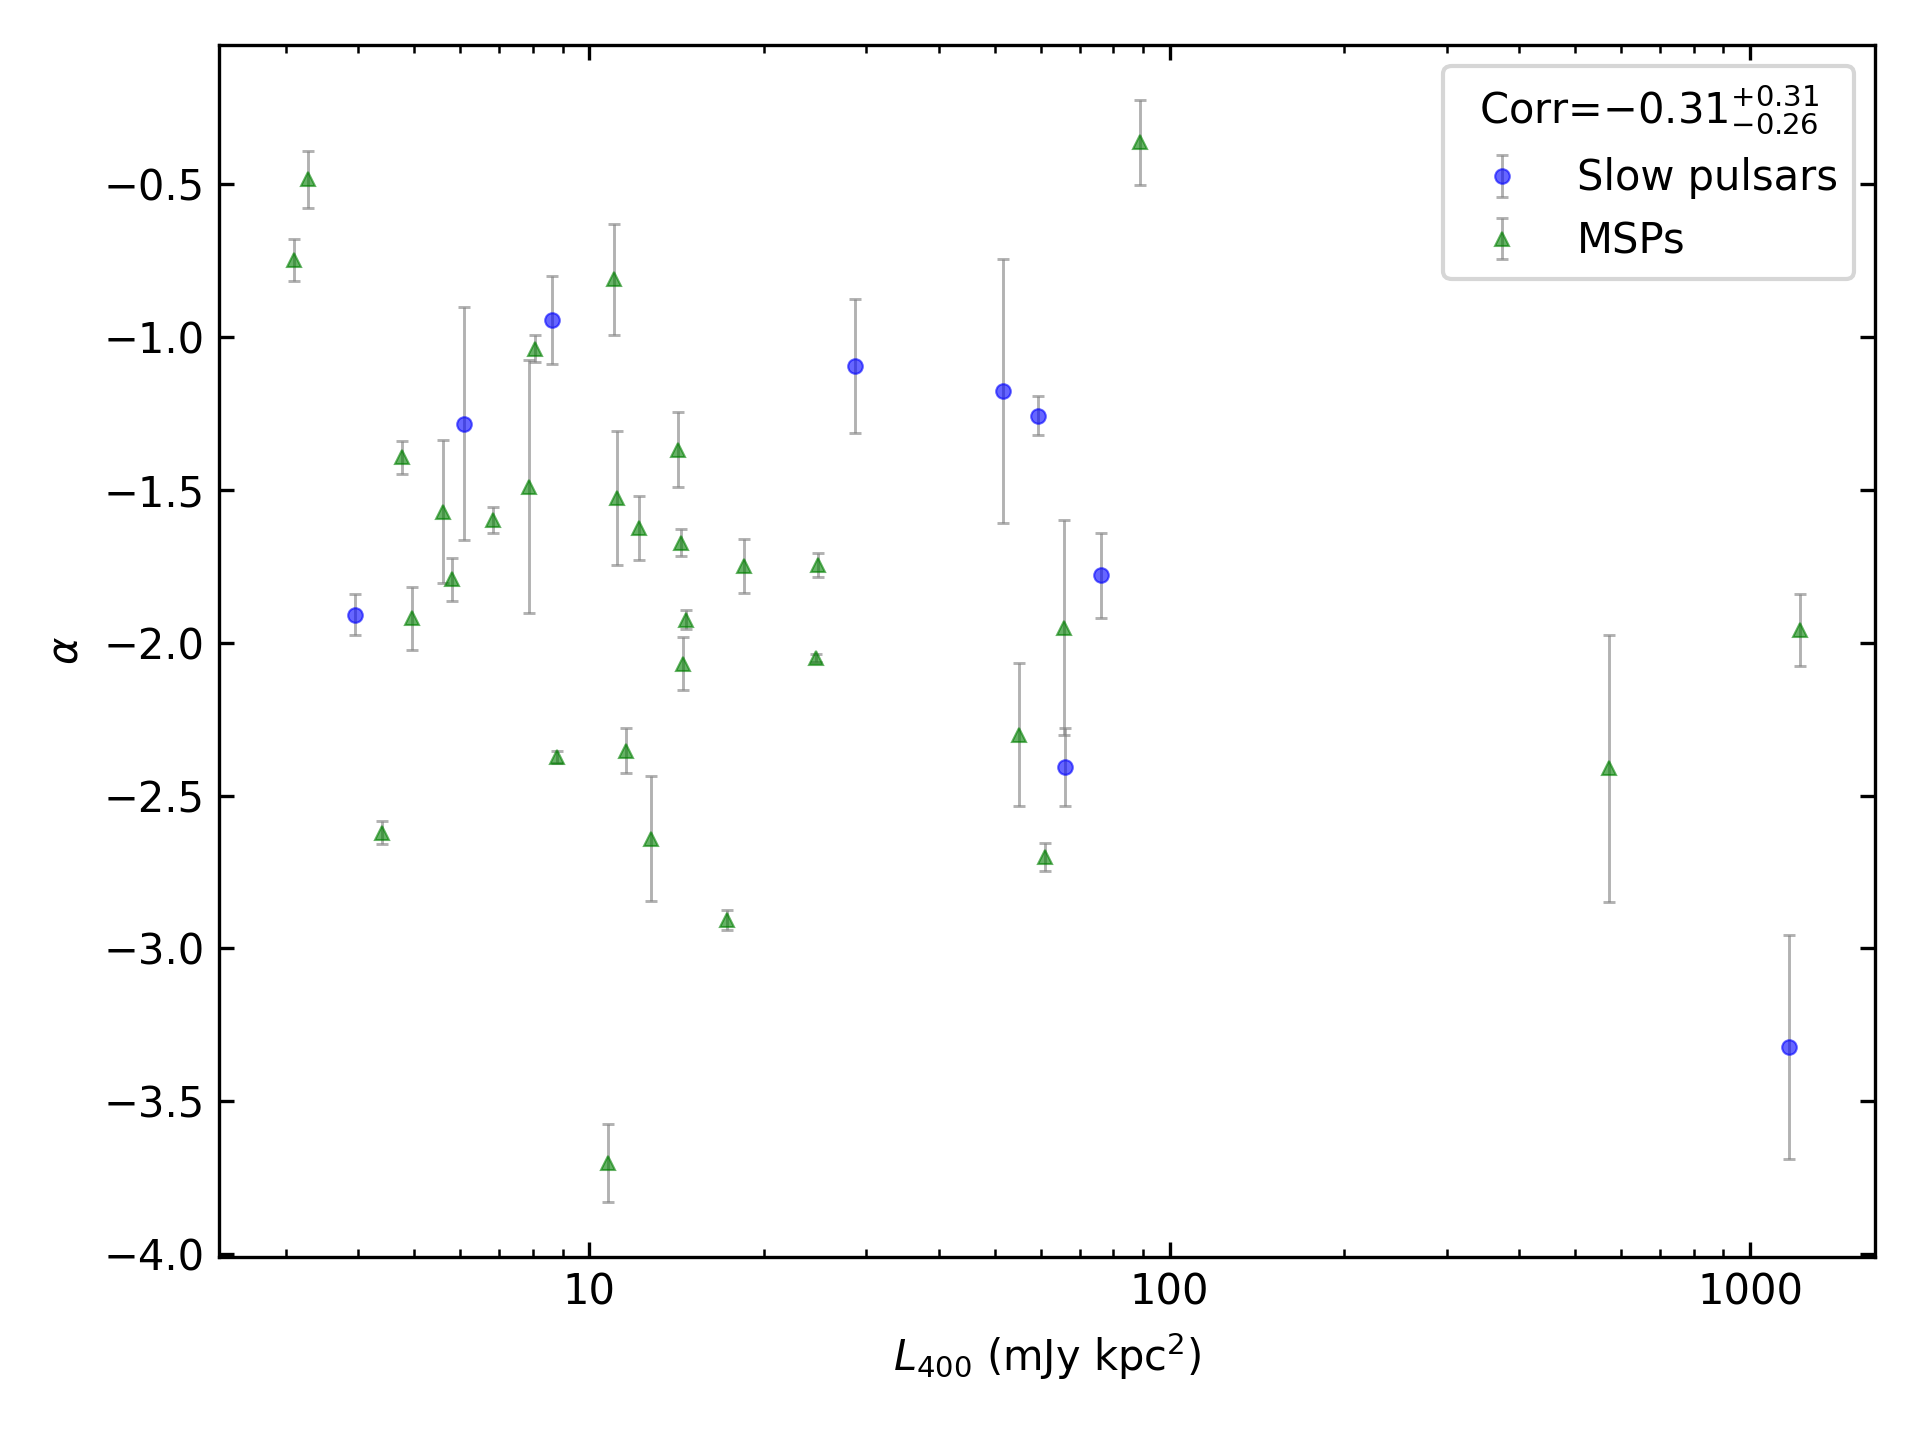 Corr=−0.31+0.31−0.26
Slow pulsars
MSPs
−0.5
−1.0
−1.5
−2.0
−2.5
−3.0
−3.5
−4.0
α
10 100 1000
L400 (mJy kpc2)